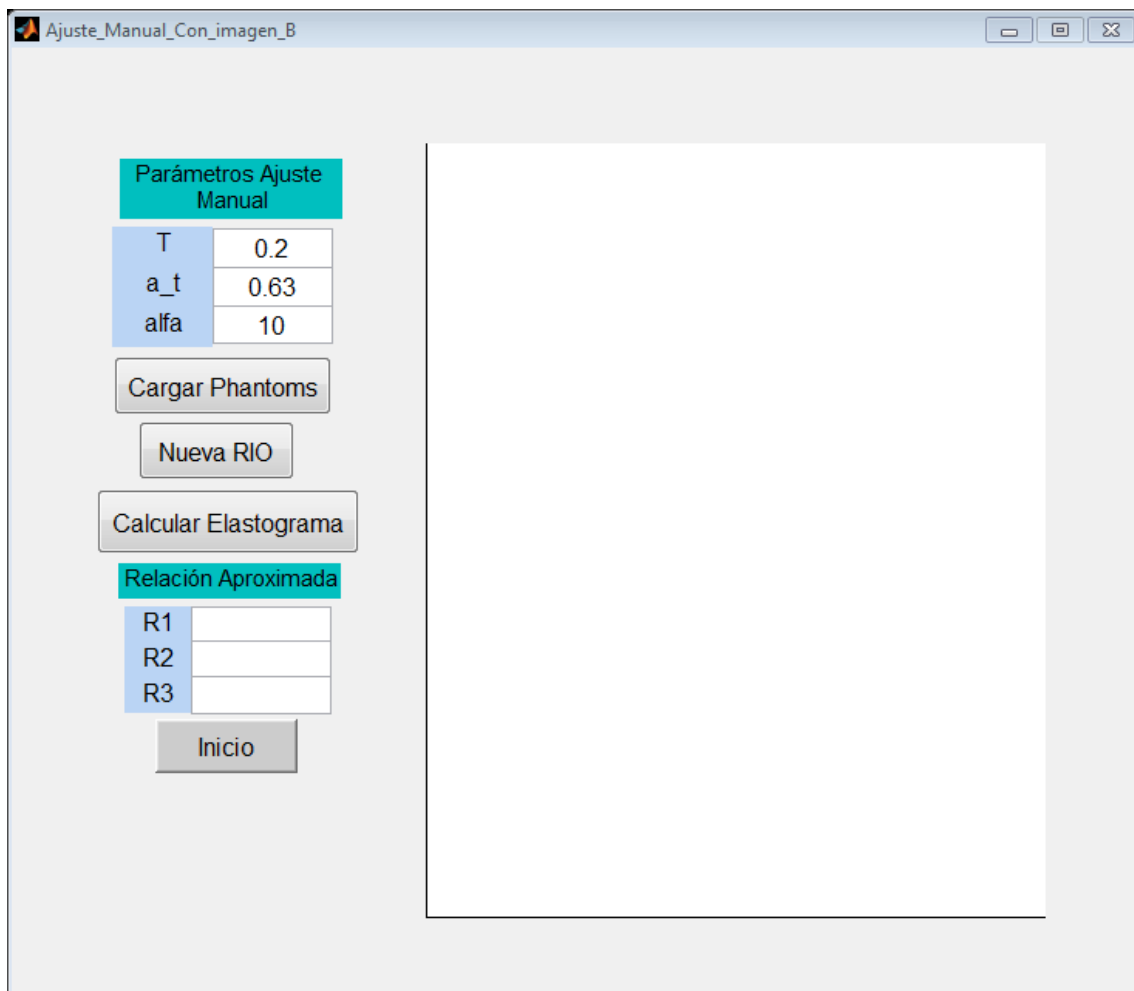 Ajuste_Manual_Con_imagen_B
Parámetros Ajuste
Manual
T 0.2
a_t 0.63
alfa 10
Cargar Phantoms
Nueva RIO
Calcular Elastograma
Relación Aproximada
R1
R2
R3
Inicio